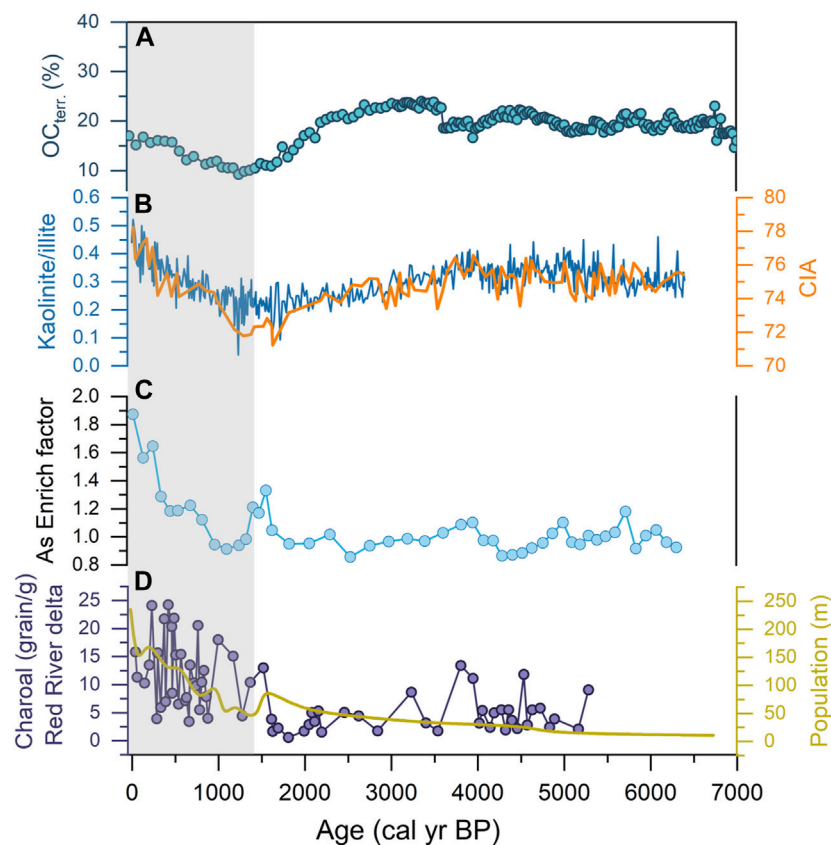 A
40
30
20
10
OCterr. (%)
B
0.6
0.5
0.4
0.3
0.2
0.1
0.0
Kaolinite/illite
80
78
76
74
72
70
CIA
C
2.0
1.8
1.6
1.4
1.2
1.0
0.8
As Enrich factor
D
25
20
15
10
5
0
Charoal (grain/g)
Red River delta
250
200
150
100
50
0
Population (m)
0 1000 2000 3000 4000 5000 6000 7000
Age (cal yr BP)